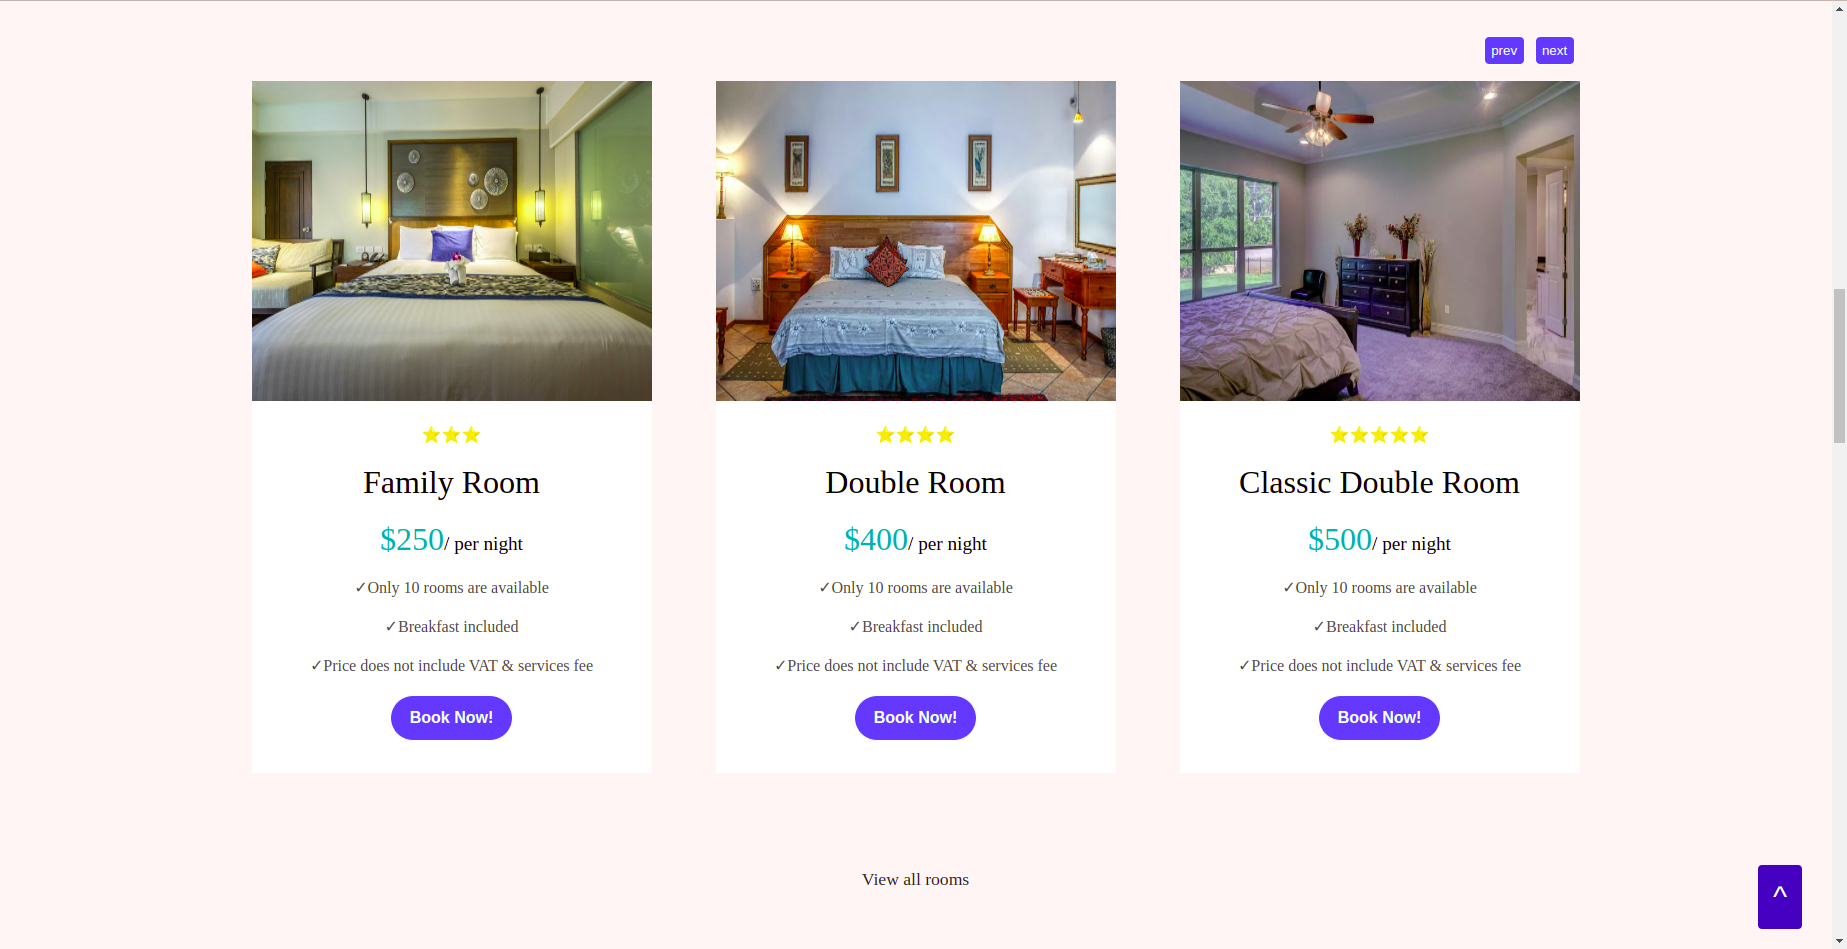 prev next
⭐⭐⭐
Family Room
$250/ per night
✓Only 10 rooms are available
✓Breakfast included
✓Price does not include VAT & services fee
Book Now!
⭐⭐⭐⭐
Double Room
$400/ per night
✓Only 10 rooms are available
✓Breakfast included
✓Price does not include VAT & services fee
Book Now!
⭐⭐⭐⭐⭐
Classic Double Room
$500/ per night
✓Only 10 rooms are available
✓Breakfast included
✓Price does not include VAT & services fee
Book Now!
View all rooms
^